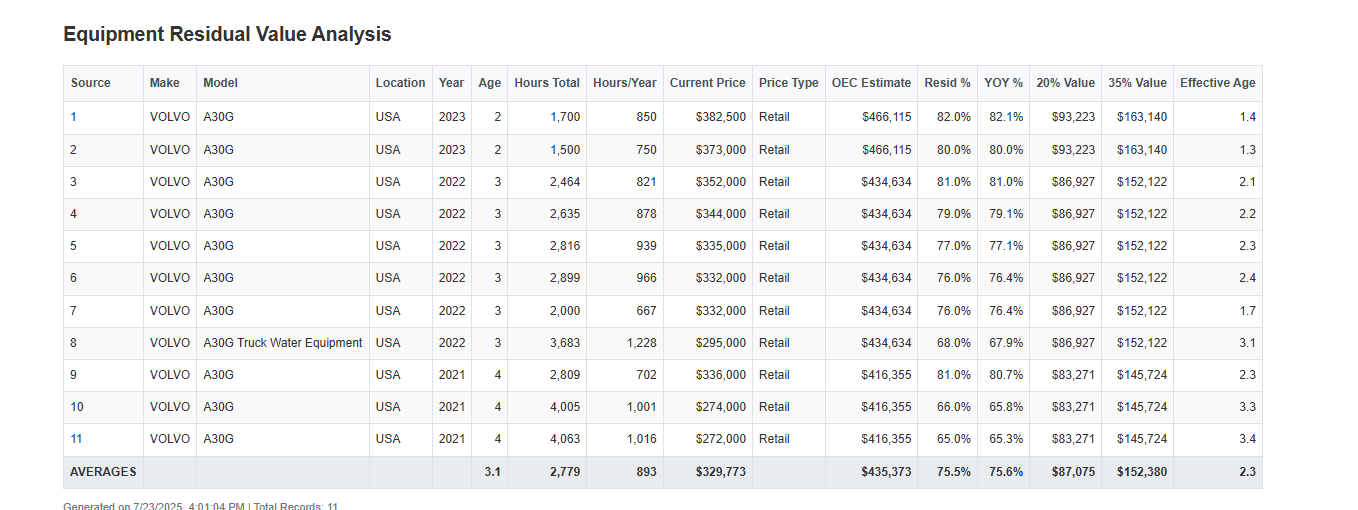 Equipment Residual Value Analysis
Source Make Model Location Year Age Hours Total Hours/Year Current Price Price Type OEC Estimate Resid % YOY % 20% Value 35% Value Effective Age
1 VOLVO A30G USA 2023 2 1,700 850 $382,500 Retail $466,115 82.0% 82.1% $93,223 $163,140 1.4
2 VOLVO A30G USA 2023 2 1,500 750 $373,000 Retail $466,115 80.0% 80.0% $93,223 $163,140 1.3
3 VOLVO A30G USA 2022 3 2,464 821 $352,000 Retail $434,634 81.0% 81.0% $86,927 $152,122 2.1
4 VOLVO A30G USA 2022 3 2,635 878 $344,000 Retail $434,634 79.0% 79.1% $86,927 $152,122 2.2
5 VOLVO A30G USA 2022 3 2,816 939 $335,000 Retail $434,634 77.0% 77.1% $86,927 $152,122 2.3
6 VOLVO A30G USA 2022 3 2,899 966 $332,000 Retail $434,634 76.0% 76.4% $86,927 $152,122 2.4
7 VOLVO A30G USA 2022 3 2,000 667 $332,000 Retail $434,634 76.0% 76.4% $86,927 $152,122 1.7
8 VOLVO A30G Truck Water Equipment USA 2022 3 3,683 1,228 $295,000 Retail $434,634 68.0% 67.9% $86,927 $152,122 3.1
9 VOLVO A30G USA 2021 4 2,809 702 $336,000 Retail $416,355 81.0% 80.7% $83,271 $145,724 2.3
10 VOLVO A30G USA 2021 4 4,005 1,001 $274,000 Retail $416,355 66.0% 65.8% $83,271 $145,724 3.3
11 VOLVO A30G USA 2021 4 4,063 1,016 $272,000 Retail $416,355 65.0% 65.3% $83,271 $145,724 3.4
AVERAGES 3.1 2,779 893 $329,773 $435,373 75.5% 75.6% $87,075 $152,380 2.3
Generated on 7/23/2025, 4:01:04 PM | Total Records: 11